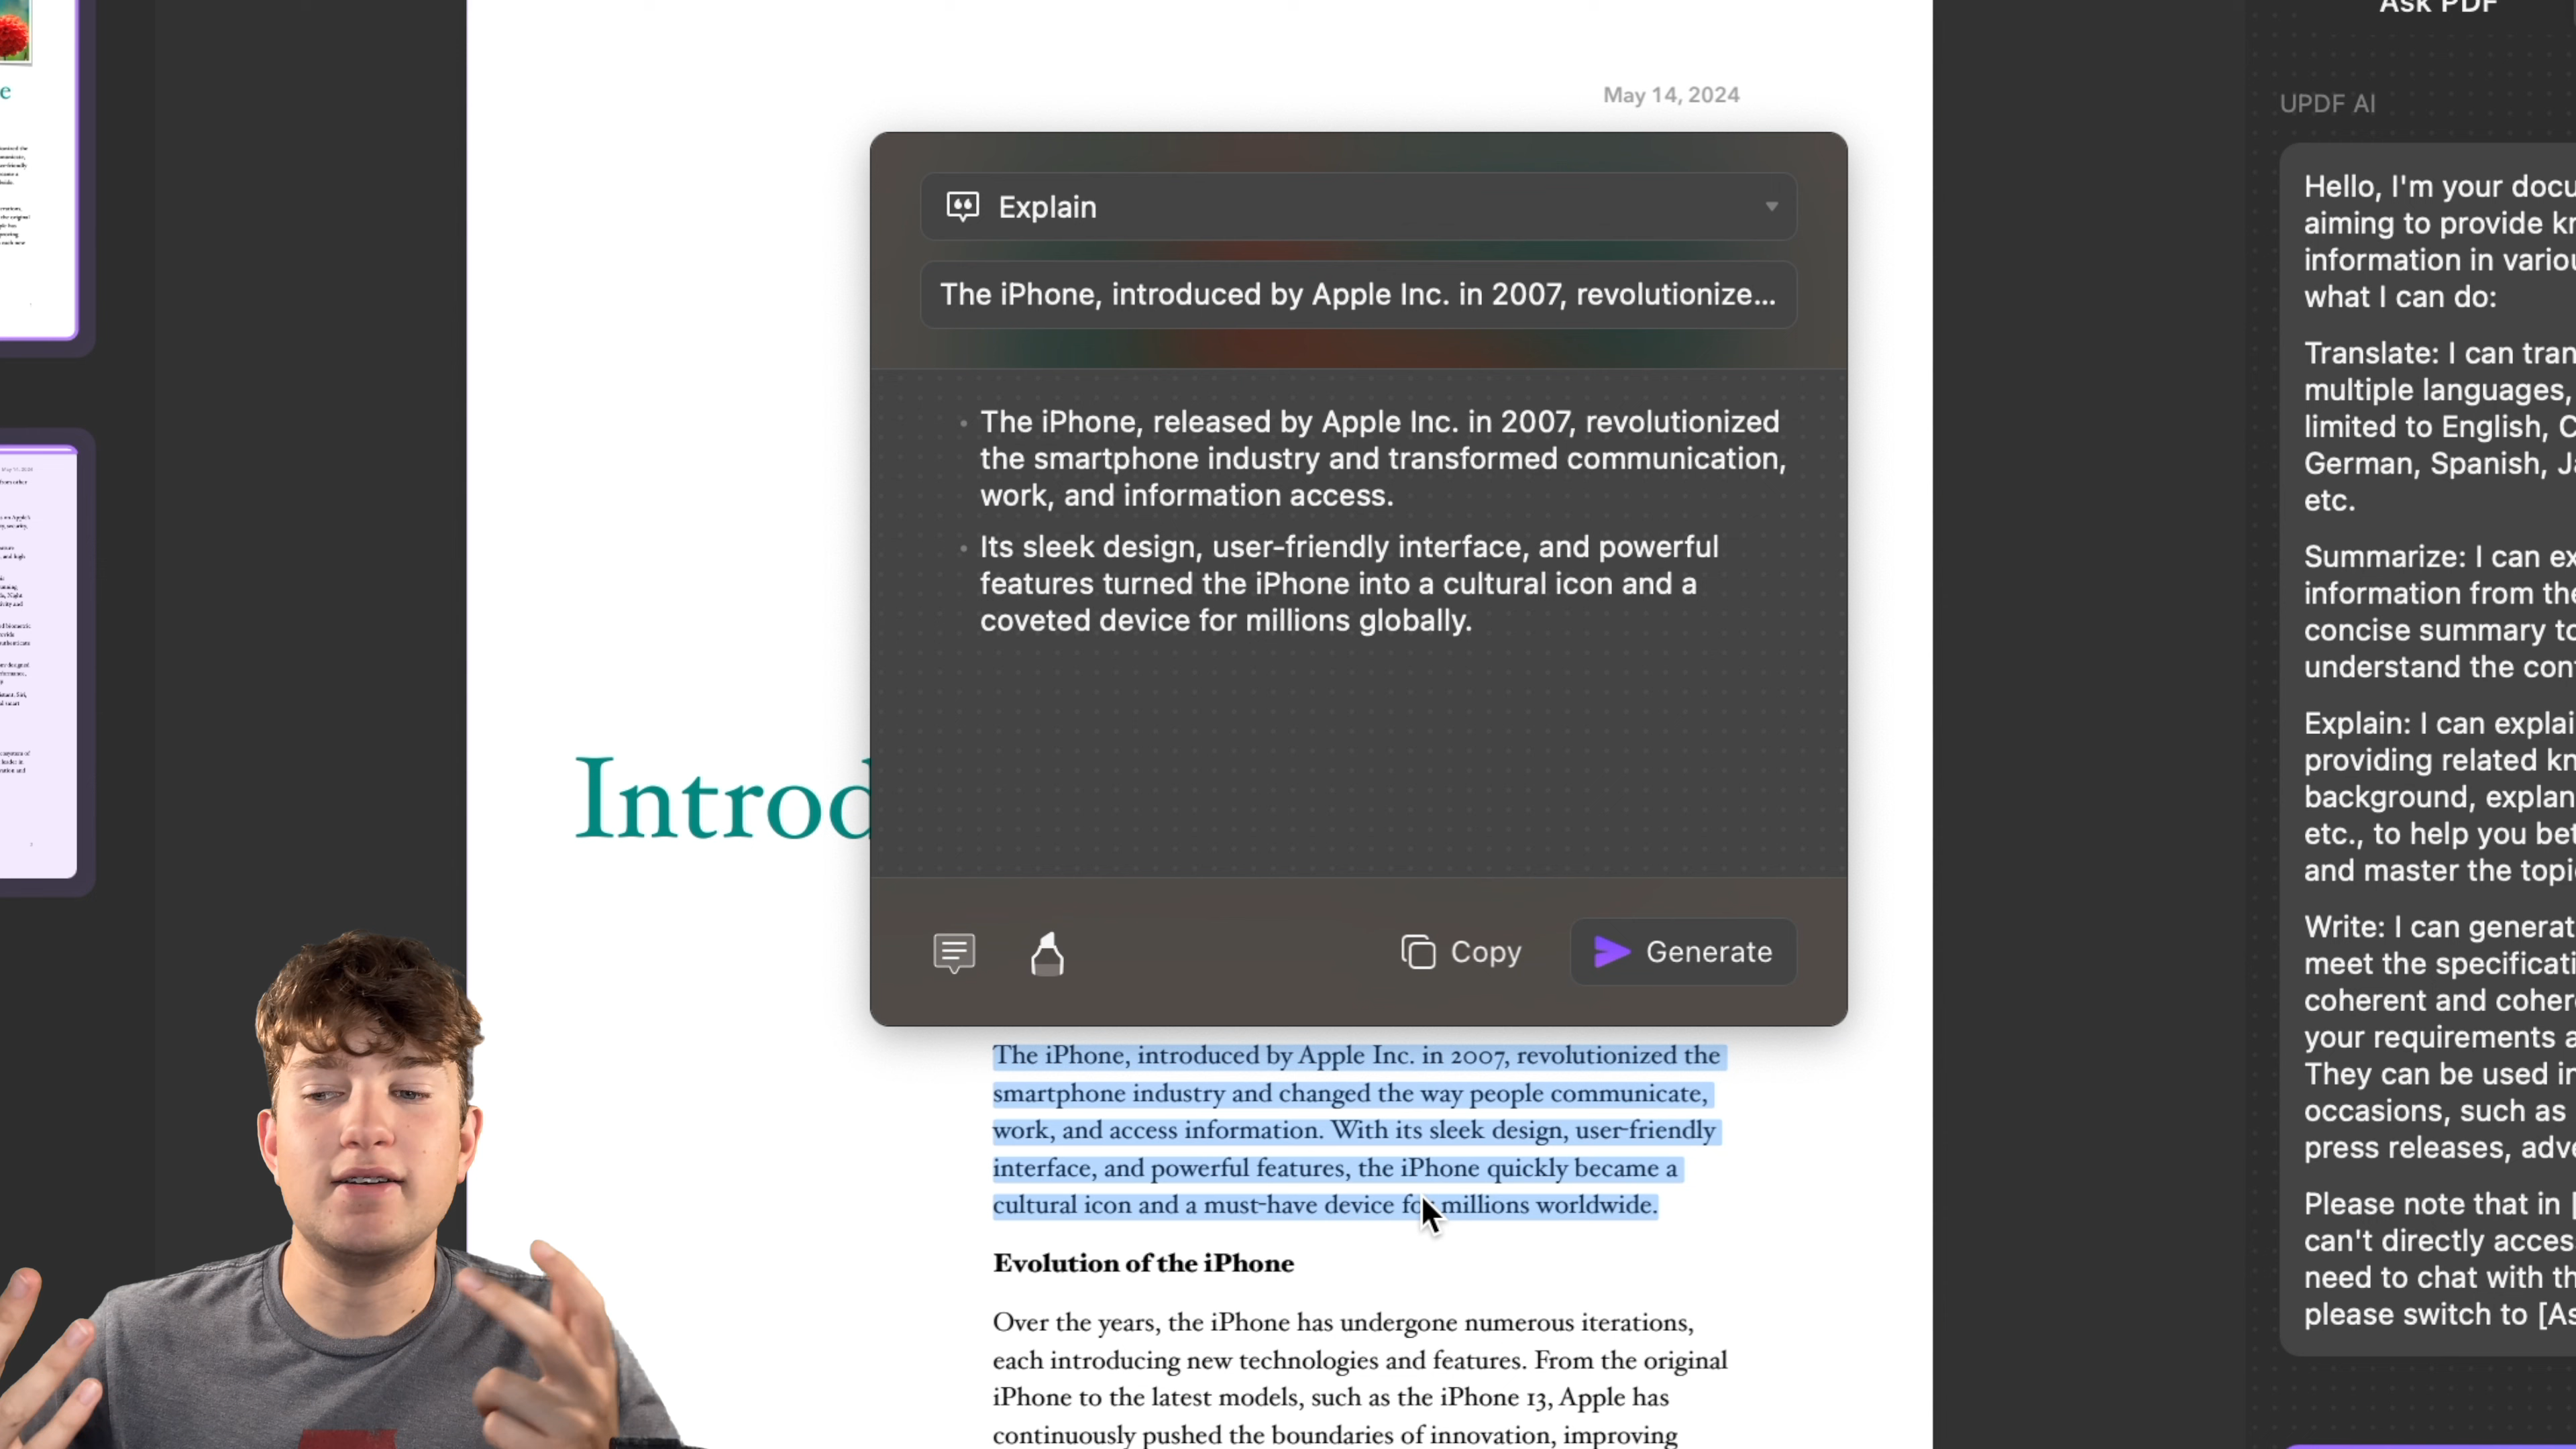 Ask PDF
May 14, 2024
UPDF AI
Explain
The iPhone, introduced by Apple Inc. in 2007, revolutionize...
The iPhone, released by Apple Inc. in 2007, revolutionized
the smartphone industry and transformed communication,
work, and information access.
Its sleek design, user-friendly interface, and powerful
features turned the iPhone into a cultural icon and a
coveted device for millions globally.
Copy
Generate
Introd
The iPhone, introduced by Apple Inc. in 2007, revolutionized the
smartphone industry and changed the way people communicate,
work, and access information. With its sleek design, user-friendly
interface, and powerful features, the iPhone quickly became a
cultural icon and a must-have device for millions worldwide.
Evolution of the iPhone
Over the years, the iPhone has undergone numerous iterations,
each introducing new technologies and features. From the original
iPhone to the latest models, such as the iPhone 13, Apple has
continuously pushed the boundaries of innovation, improving
Hello, I'm your docu
aiming to provide kn
information in variou
what I can do:
Translate: I can tran
multiple languages,
limited to English, C
German, Spanish, Ja
etc.
Summarize: I can ex
information from the
concise summary to
understand the con
Explain: I can explai
providing related kn
background, explan
etc., to help you bet
and master the topi
Write: I can generat
meet the specificati
coherent and coher
your requirements a
They can be used in
occasions, such as
press releases, adve
Please note that in [
can't directly acces
need to chat with th
please switch to [As